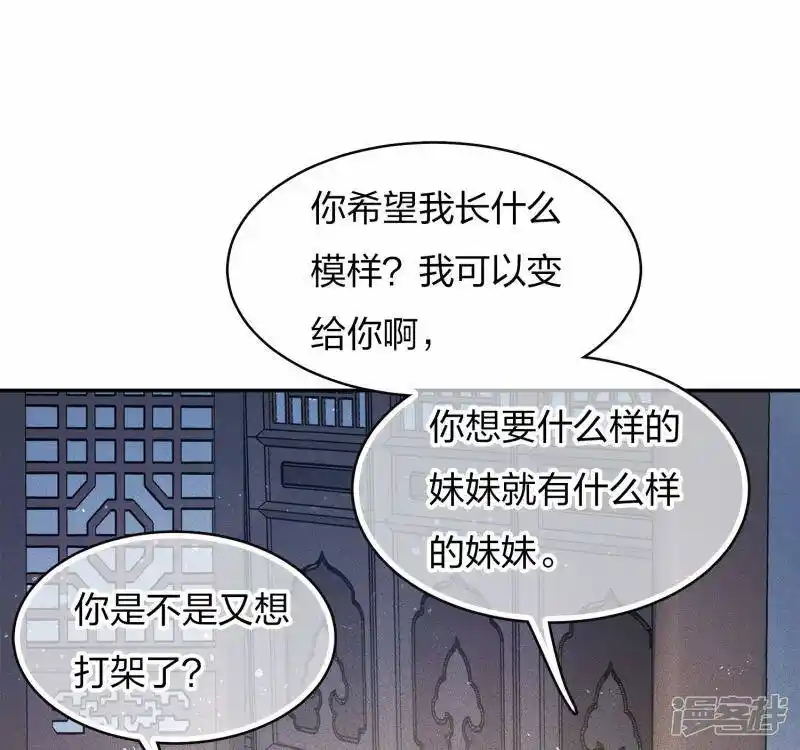 你希望我长什么
模样？我可以变
给你啊，
你想要什么样的
妹妹就有什么样
的妹妹。
你是不是又想
打架了？
漫客栈